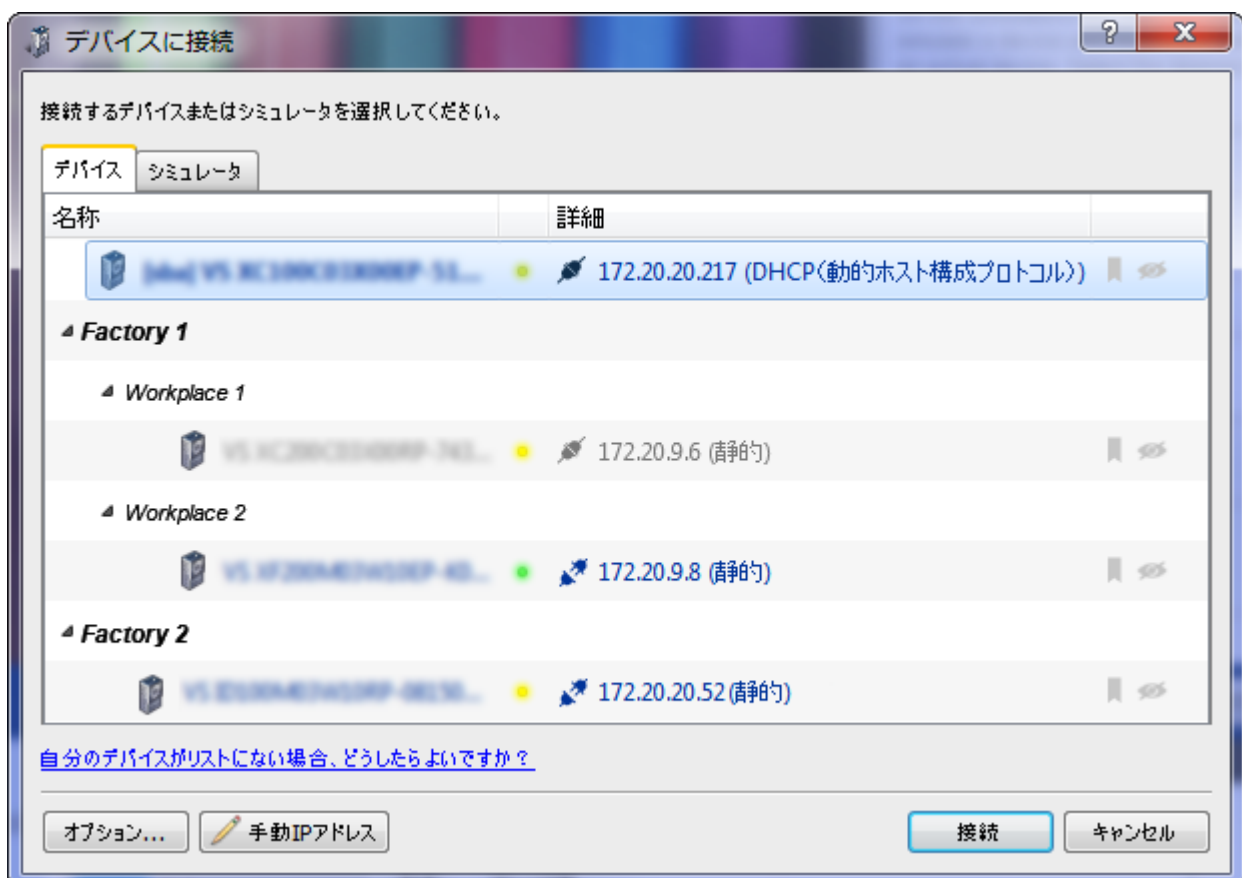 デバイスに接続
?
接続するデバイスまたはシミュレータを選択してください。
デバイス シミュレータ
名称 詳細
172.20.20.217 (DHCP(動的ホスト構成プロトコル))
Factory 1
Workplace 1
172.20.9.6 (静的)
Workplace 2
172.20.9.8 (静的)
Factory 2
172.20.20.52 (静的)
自分のデバイスがリストにない場合、どうしたらよいですか?
オプション... 手動IPアドレス 接続 キャンセル